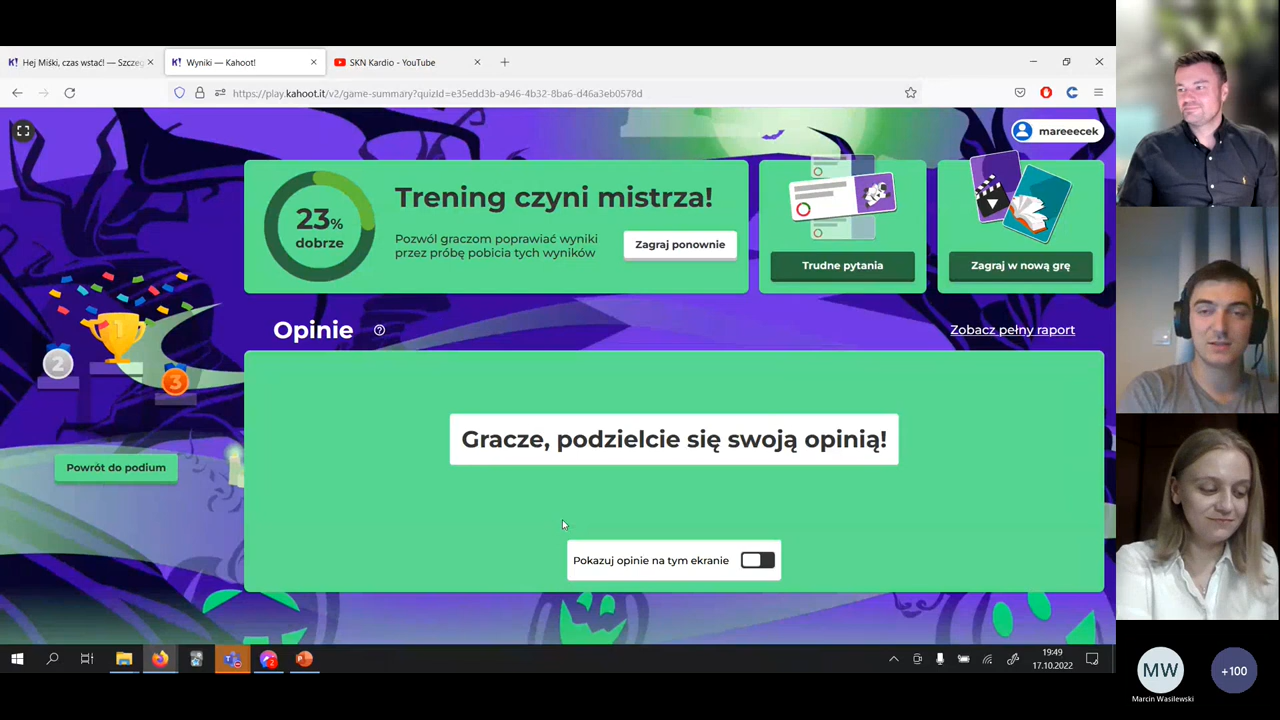 K! Hej Miśki, czas wstać! — Szczeg
K! Wyniki — Kahoot!
SKN Kardio - YouTube
https://play.kahoot.it/v2/game-summary?quizId=e35edd3b-a946-4b32-8ba6-d46a3eb0578d
mareeecek
23%
dobrze
Trening czyni mistrza!
Pozwól graczom poprawiać wyniki
przez próbę pobicia tych wyników
Zagraj ponownie
Trudne pytania
Zagraj w nową grę
Opinie
Zobacz pełny raport
1
2
3
Powrót do podium
Gracze, podzielcie się swoją opinią!
Pokazuj opinie na tym ekranie
19:49
17.10.2022
MW
Marcin Wasilewski
+100